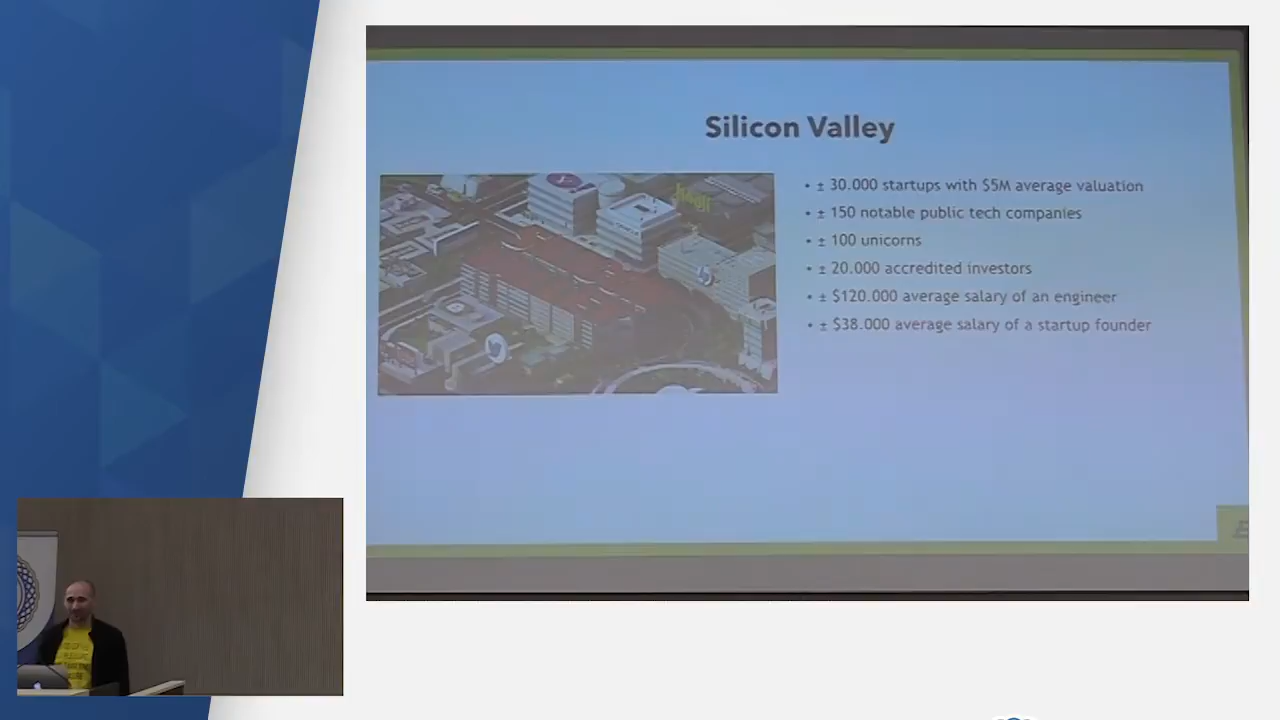 Silicon Valley
• ± 30.000 startups with $5M average valuation
• ± 150 notable public tech companies
• ± 100 unicorns
• ± 20.000 accredited investors
• ± $120.000 average salary of an engineer
• ± $38.000 average salary of a startup founder